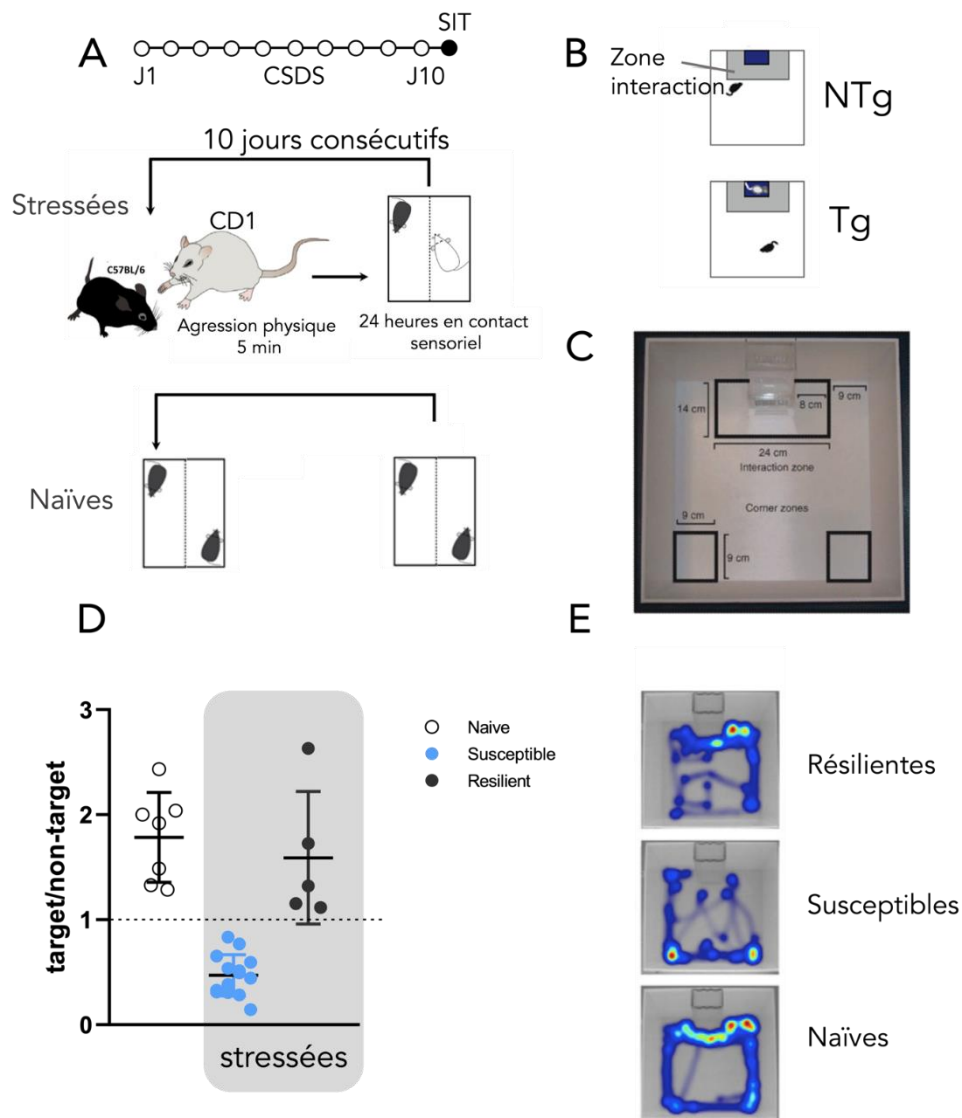 A
SIT
J1
CSDS
J10
10 jours consécutifs
Stressées
CD1
C57BL/6
Agression physique
5 min
24 heures en contact
sensoriel
Naïves
B
Zone
interaction
NTg
Tg
C
14 cm
8 cm
9 cm
24 cm
Interaction zone
Corner zones
9 cm
9 cm
D
3
2
1
0
target/non-target
Naive
Susceptible
Resilient
stressées
E
Résilientes
Susceptibles
Naïves